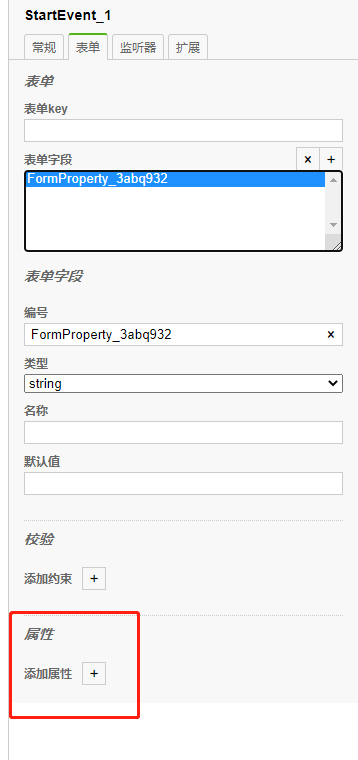 StartEvent_1
常规 表单 监听器 扩展
表单
表单key
表单字段 × +
FormProperty_3abq932
表单字段
编号
FormProperty_3abq932 ×
类型
string
名称
默认值
校验
添加约束 +
属性
添加属性 +